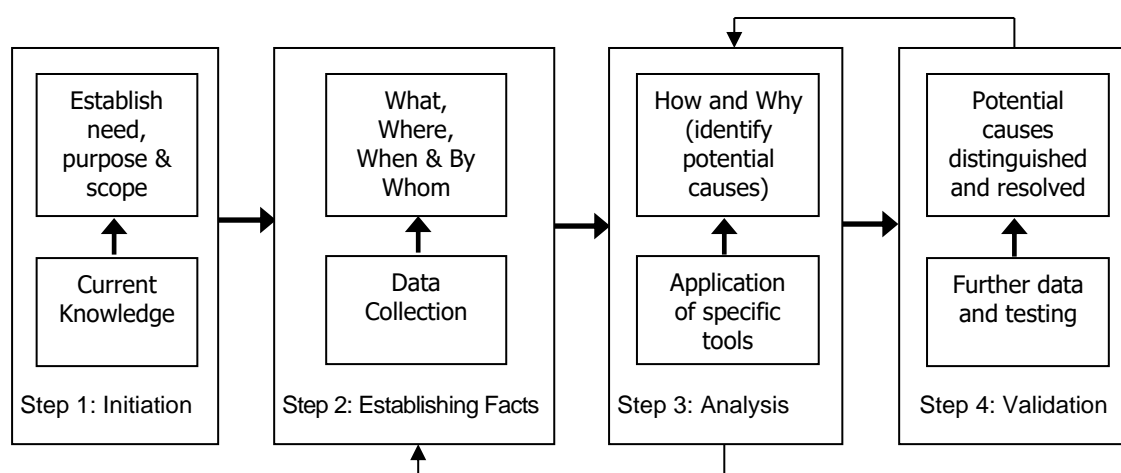 Establish
need,
purpose &
scope
Current
Knowledge
Step 1: Initiation
What,
Where,
When & By
Whom
Data
Collection
Step 2: Establishing Facts
How and Why
(identify
potential
causes)
Application
of specific
tools
Step 3: Analysis
Potential
causes
distinguished
and resolved
Further data
and testing
Step 4: Validation